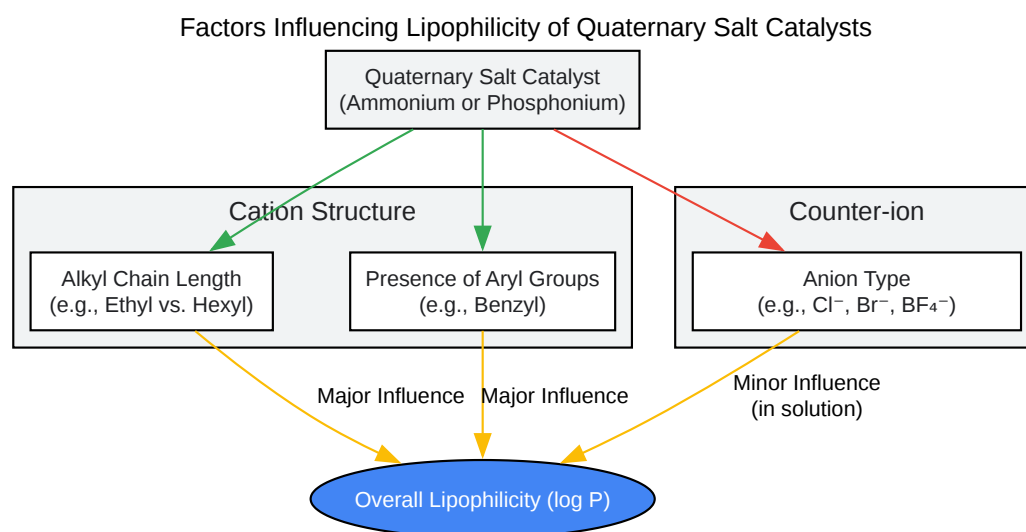 Factors Influencing Lipophilicity of Quaternary Salt Catalysts
Quaternary Salt Catalyst
(Ammonium or Phosphonium)
Cation Structure
Counter-ion
Alkyl Chain Length
(e.g., Ethyl vs. Hexyl)
Presence of Aryl Groups
(e.g., Benzyl)
Anion Type
(e.g., Cl⁻, Br⁻, BF₄⁻)
Major Influence
Major Influence
Minor Influence
(in solution)
Overall Lipophilicity (log P)